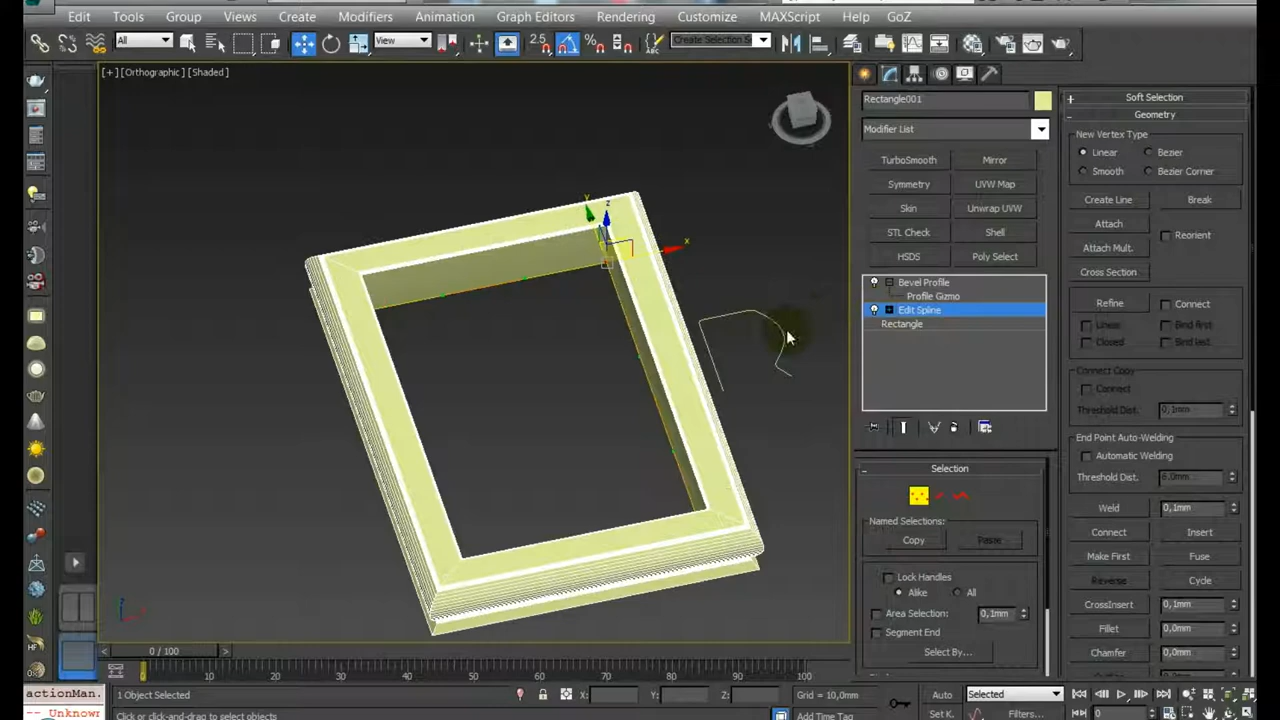 Edit Tools Group Views Create Modifiers Animation Graph Editors Rendering Customize MAXScript Help GoZ
All View 2.5 Create Selection S
[+] [Orthographic] [Shaded]
Y
Z
x
Rectangle001
Modifier List
TurboSmooth Mirror
Symmetry UVW Map
Skin Unwrap UVW
STL Check Shell
HSDS Poly Select
Bevel Profile
Profile Gizmo
Edit Spline
Rectangle
- Selection
Named Selections:
Copy Paste
Lock Handles
Alike All
Area Selection: 0,1mm
Segment End
Select By...
+ Soft Selection
- Geometry
New Vertex Type
Linear Bezier
Smooth Bezier Corner
Create Line Break
Attach Reorient
Attach Mult.
Cross Section
Refine Connect
Linear Bind first
Closed Bind last
Connect Copy
Connect
Threshold Dist. 0,1mm
End Point Auto-Welding
Automatic Welding
Threshold Dist. 6,0mm
Weld 0,1mm
Connect Insert
Make First Fuse
Reverse Cycle
CrossInsert 0,1mm
Fillet 0,0mm
Chamfer 0,0mm
< 0 / 100 >
0 10 20 30 40 50 60 70 80 90 100
actionMan. 1 Object Selected X: Y: Z: Grid = 10,0mm Auto Selected
-- Unknown Click or click-and-drag to select objects Add Time Tag Set K. Filters... 0